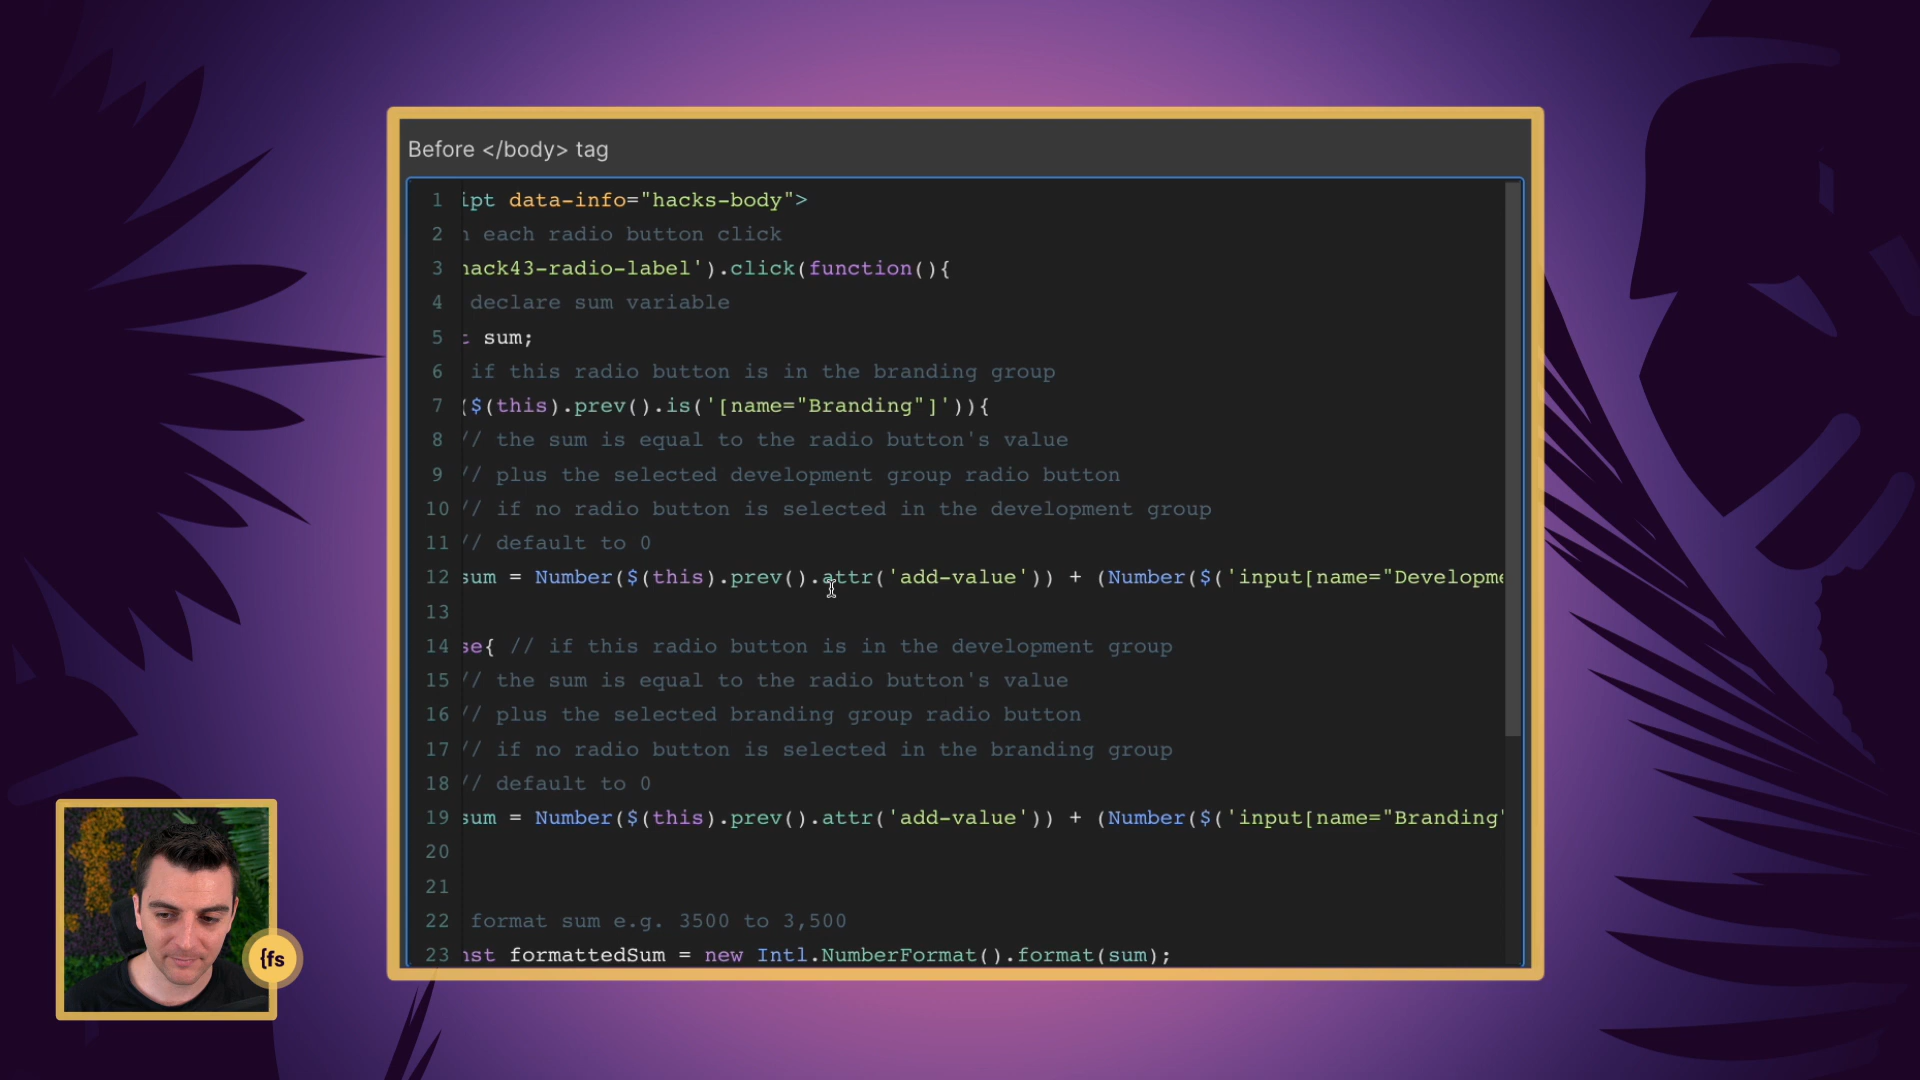 Before </body> tag
1 ipt data-info="hacks-body">
2 n each radio button click
3 hack43-radio-label').click(function(){
4 declare sum variable
5 t sum;
6 if this radio button is in the branding group
7 ($(this).prev().is('[name="Branding"]')){
8 // the sum is equal to the radio button's value
9 // plus the selected development group radio button
10 // if no radio button is selected in the development group
11 // default to 0
12 sum = Number($(this).prev().attr('add-value')) + (Number($('input[name="Developme
13
14 se{ // if this radio button is in the development group
15 // the sum is equal to the radio button's value
16 // plus the selected branding group radio button
17 // if no radio button is selected in the branding group
18 // default to 0
19 sum = Number($(this).prev().attr('add-value')) + (Number($('input[name="Branding"
20
21
22 format sum e.g. 3500 to 3,500
23 nst formattedSum = new Intl.NumberFormat().format(sum);
{fs